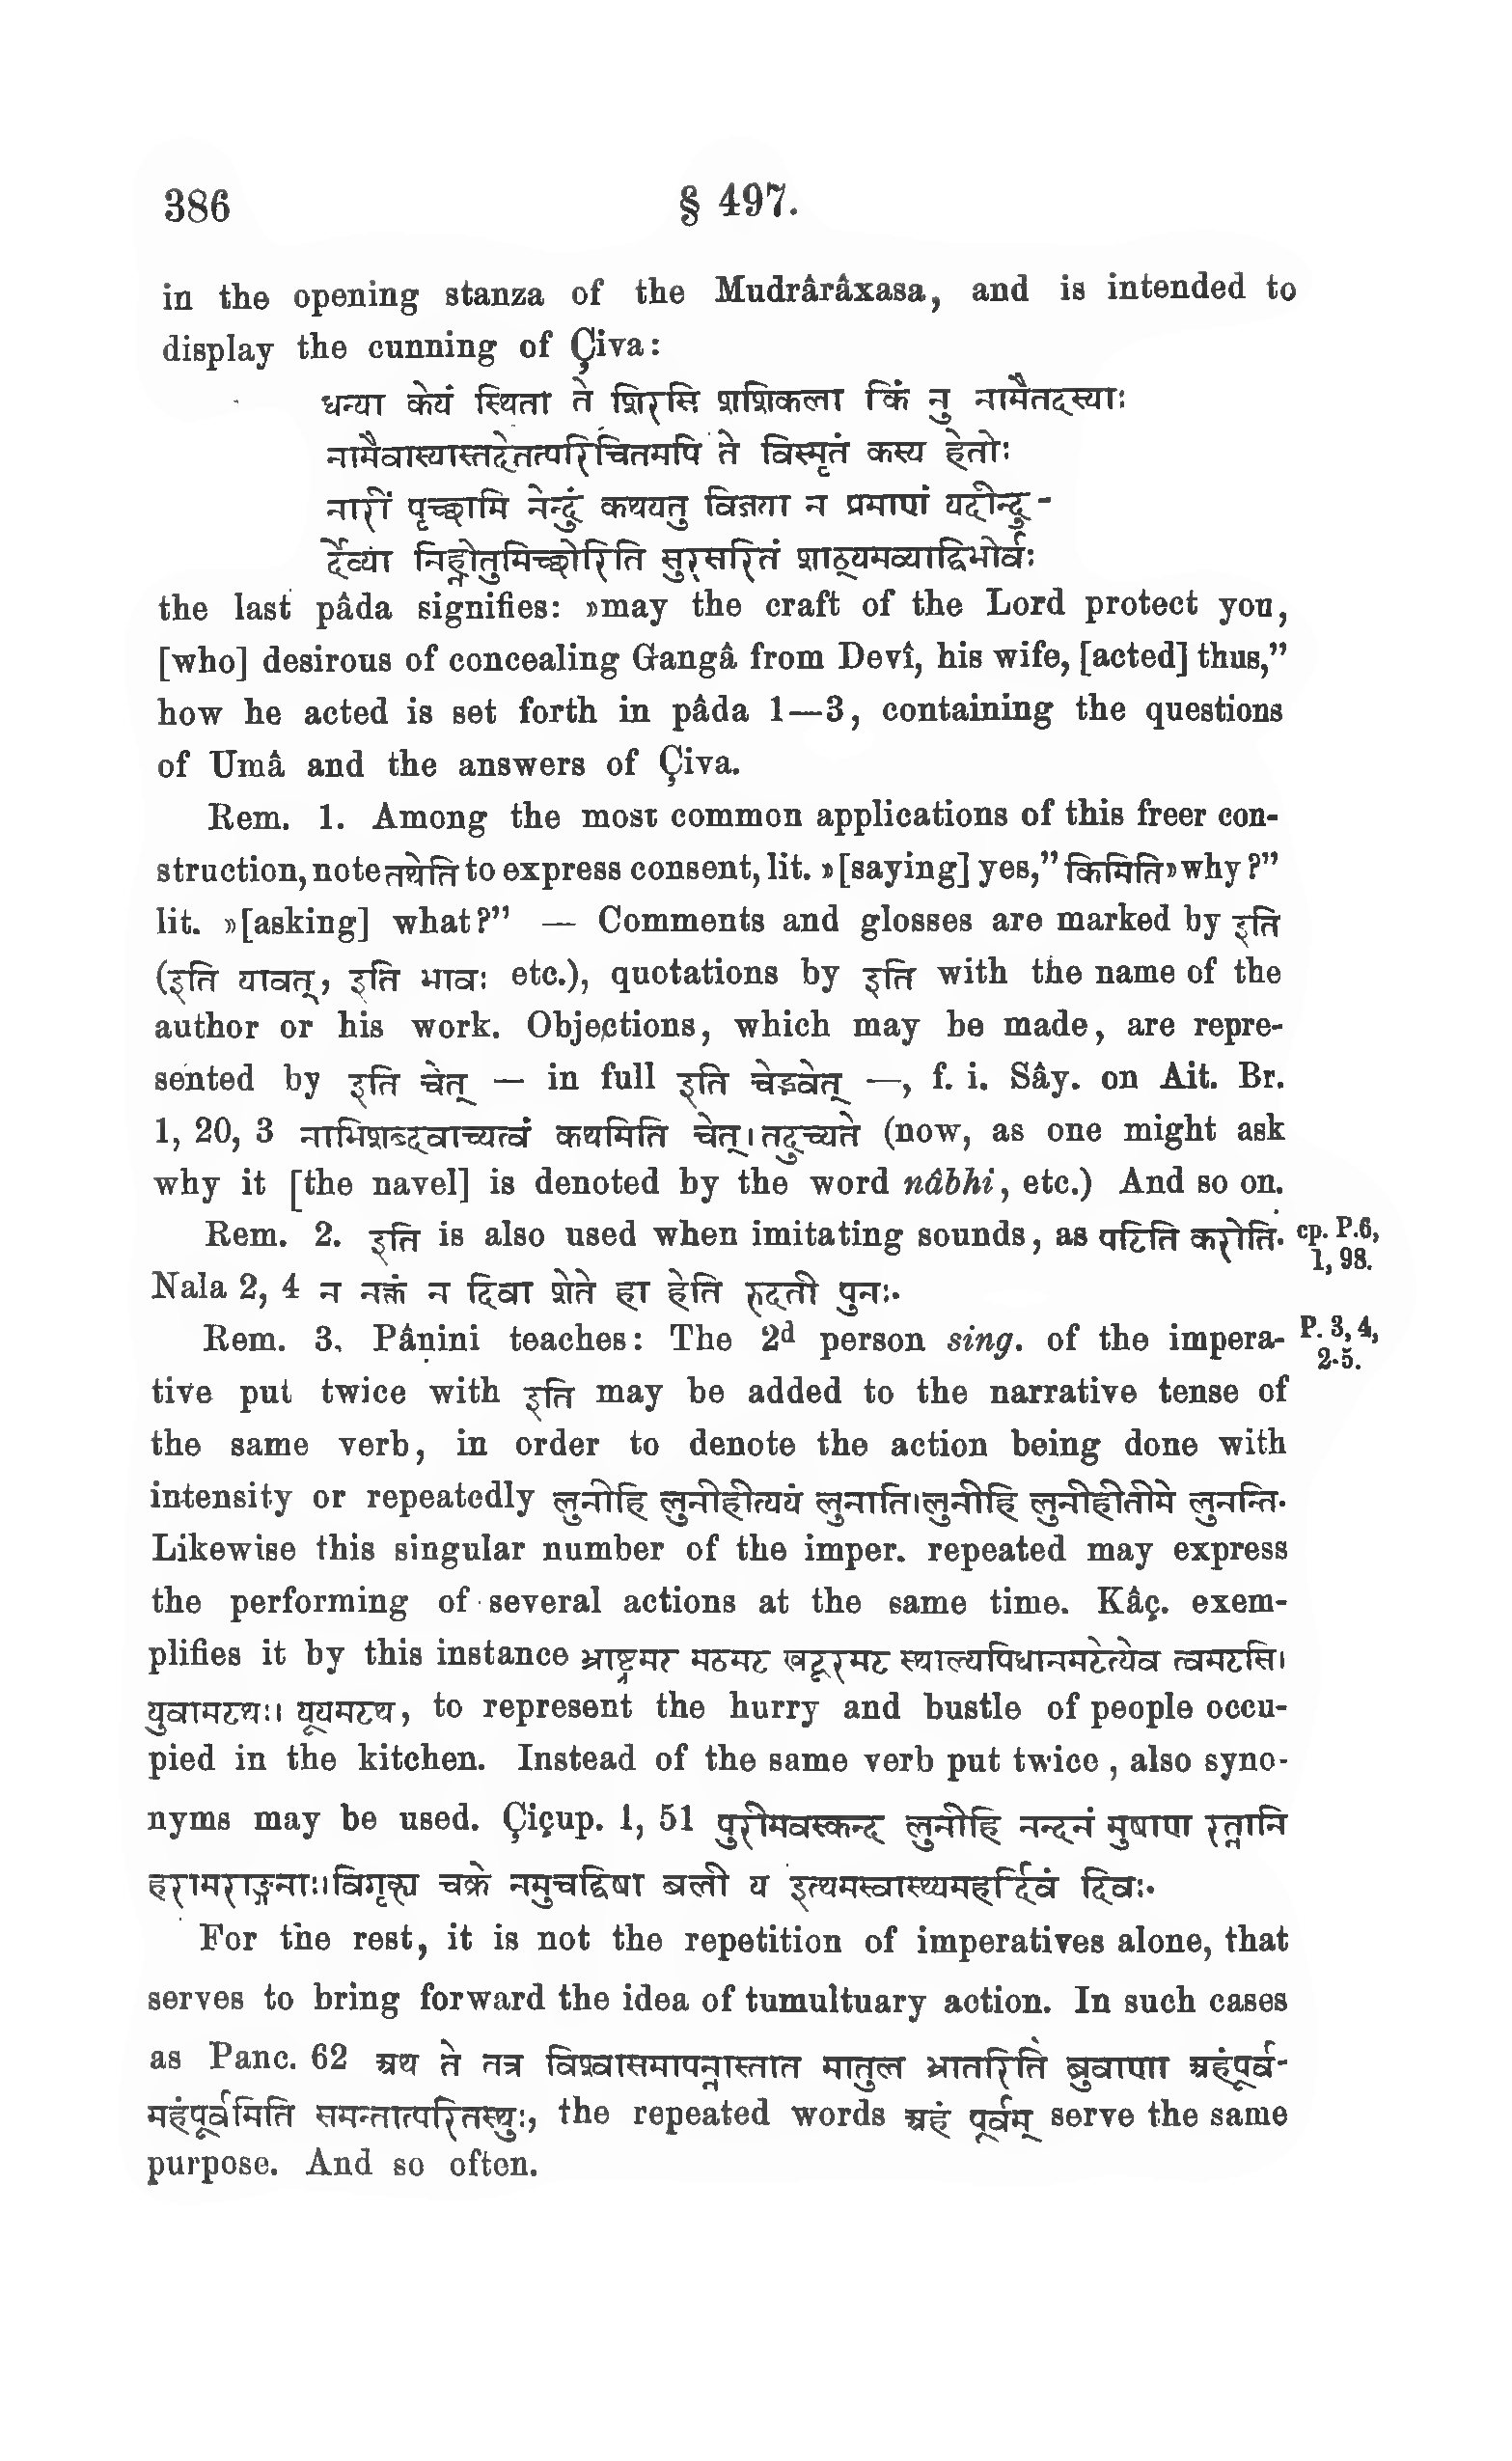 386 § 497.
in the opening stanza of the Mudrârâxasa, and is intended to
display the cunning of Çiva:
धन्या केयं स्थिता ते शिरसि शशिकला किं नु नामैतदस्याः
नामैवास्यास्तदेतत्परिचितमपि ते विस्मृतं कस्य हेतोः
नारीं पृच्छामि नेन्दुं कथयतु विजया न प्रमाणं यदीन्दु-
र्देव्या निह्नोतुमिच्छोरिति सुरसरितं शाठ्यमव्याद्विभोर्वः
the last pâda signifies: »may the craft of the Lord protect you,
[who] desirous of concealing Gangâ from Devî, his wife, [acted] thus,”
how he acted is set forth in pâda 1—3, containing the questions
of Umâ and the answers of Çiva.
Rem. 1. Among the most common applications of this freer con-
struction, note तथेति to express consent, lit. »[saying] yes,” किमिति »why?”
lit. »[asking] what?” — Comments and glosses are marked by इति
(इति यावत्, इति भावः etc.), quotations by इति with the name of the
author or his work. Objections, which may be made, are repre-
sented by इति चेत् — in full इति चेद्भवेत् —, f. i. Sây. on Ait. Br.
1, 20, 3 नाभिशब्दवाच्यत्वं कथमिति चेत् । तदुच्यते (now, as one might ask
why it [the navel] is denoted by the word nâbhi, etc.) And so on.
Rem. 2. इति is also used when imitating sounds, as पटिति करोति. cp. P. 6,
1, 98.
Nala 2, 4 न नक्तं न दिवा शेते हा हेति रुदती पुनः.
Rem. 3. Pâṇini teaches: The 2d person sing. of the impera- P. 3, 4,
2-5.
tive put twice with इति may be added to the narrative tense of
the same verb, in order to denote the action being done with
intensity or repeatedly लुनीहि लुनीहीत्ययं लुनाति । लुनीहि लुनीहीतीमे लुनन्ति.
Likewise this singular number of the imper. repeated may express
the performing of several actions at the same time. Kâç. exem-
plifies it by this instance भ्राष्ट्रमट मठमट खदूरमट स्थाल्यपिधानमटेत्येव त्वमटसि ।
युवामटथः । यूयमटथ, to represent the hurry and bustle of people occu-
pied in the kitchen. Instead of the same verb put twice, also syno-
nyms may be used. Çiçup. 1, 51 पुरीमवस्कन्द लुनीहि नन्दनं मुषाण रत्नानि
हरामराङ्गनाः । विगृह्य चक्रे नमुचद्विषा बली य इत्थमस्वास्थ्यमहर्दिवं दिवः.
For the rest, it is not the repetition of imperatives alone, that
serves to bring forward the idea of tumultuary action. In such cases
as Panc. 62 अथ ते तत्र विश्वासमापन्नास्तात मातुल भ्रातरिति ब्रुवाणा अहंपूर्व-
महंपूर्वमिति समन्तात्परितस्थुः, the repeated words अहं पूर्वम् serve the same
purpose. And so often.